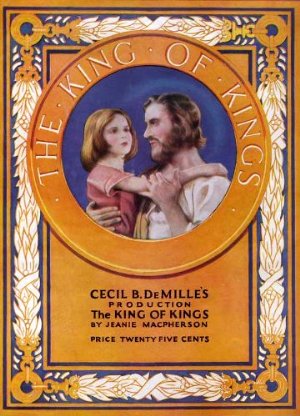 · THE · KING · OF · KINGS ·
CECIL B. DEMILLE'S
PRODUCTION
The KING OF KINGS
BY JEANIE MACPHERSON
PRICE TWENTY FIVE CENTS